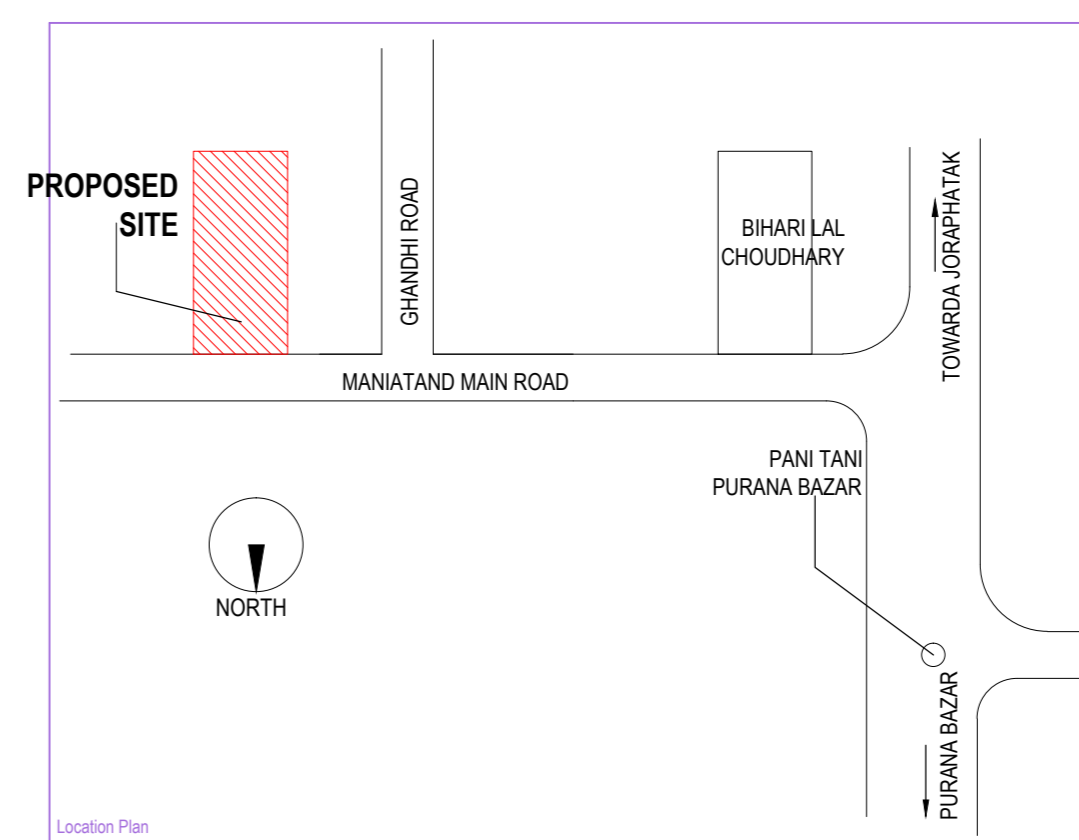 PROPOSED
SITE
GHANDHI ROAD
BIHARI LAL
CHOUDHARY
TOWARDA JORAPHATAK
MANIATAND MAIN ROAD
PANI TANI
PURANA BAZAR
NORTH
PURANA BAZAR
Location Plan